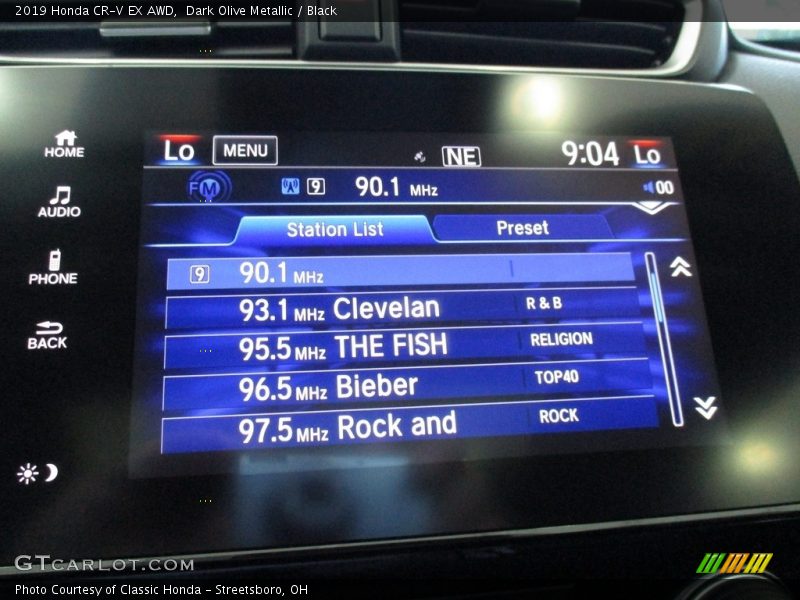 2019 Honda CR-V EX AWD, Dark Olive Metallic / Black
Lo MENU NE 9:04 Lo
HOME
FM 9 90.1 MHz 00
AUDIO
Station List Preset
PHONE
9 90.1 MHz
93.1 MHz Clevelan R & B
BACK
95.5 MHz THE FISH RELIGION
96.5 MHz Bieber TOP40
97.5 MHz Rock and ROCK
GTCARLOT.COM
Photo Courtesy of Classic Honda - Streetsboro, OH